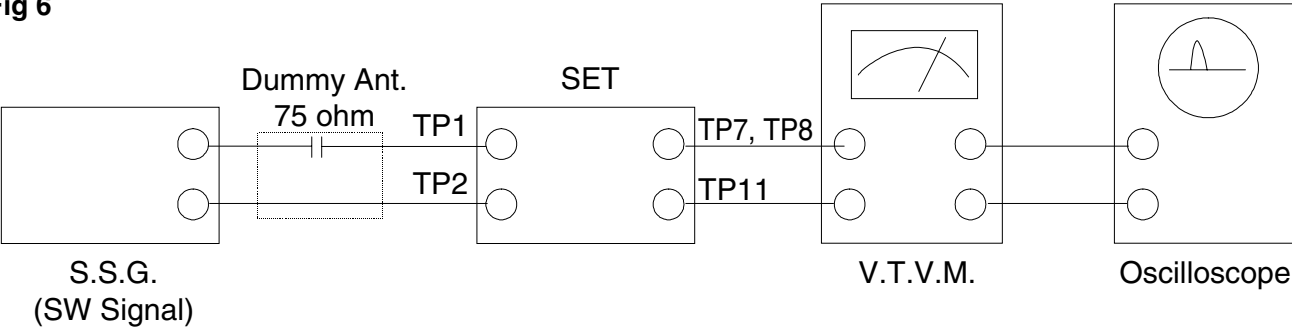 Fig 6
Dummy Ant.
75 ohm
SET
TP1
TP2
TP7, TP8
TP11
S.S.G.
(SW Signal)
V.T.V.M.
Oscilloscope